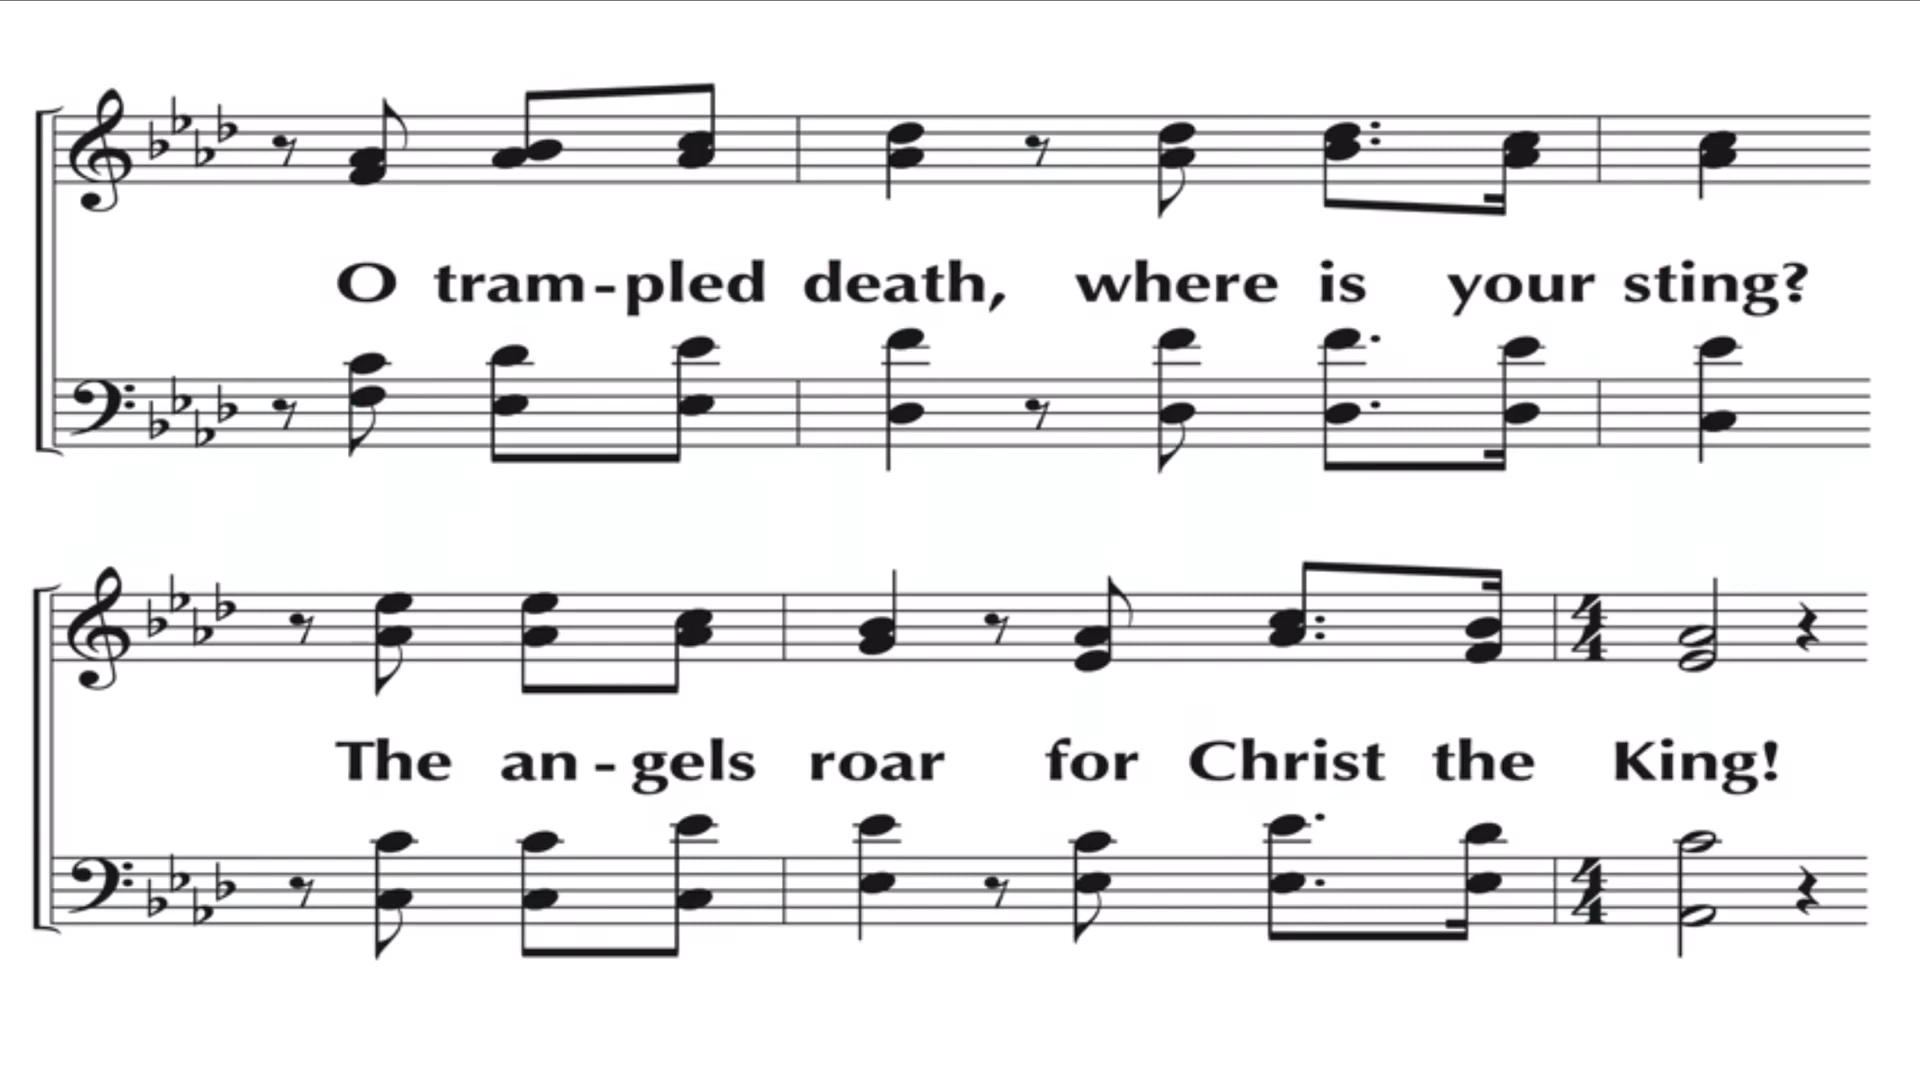 O tram-pled death, where is your sting?
The an-gels roar for Christ the King!